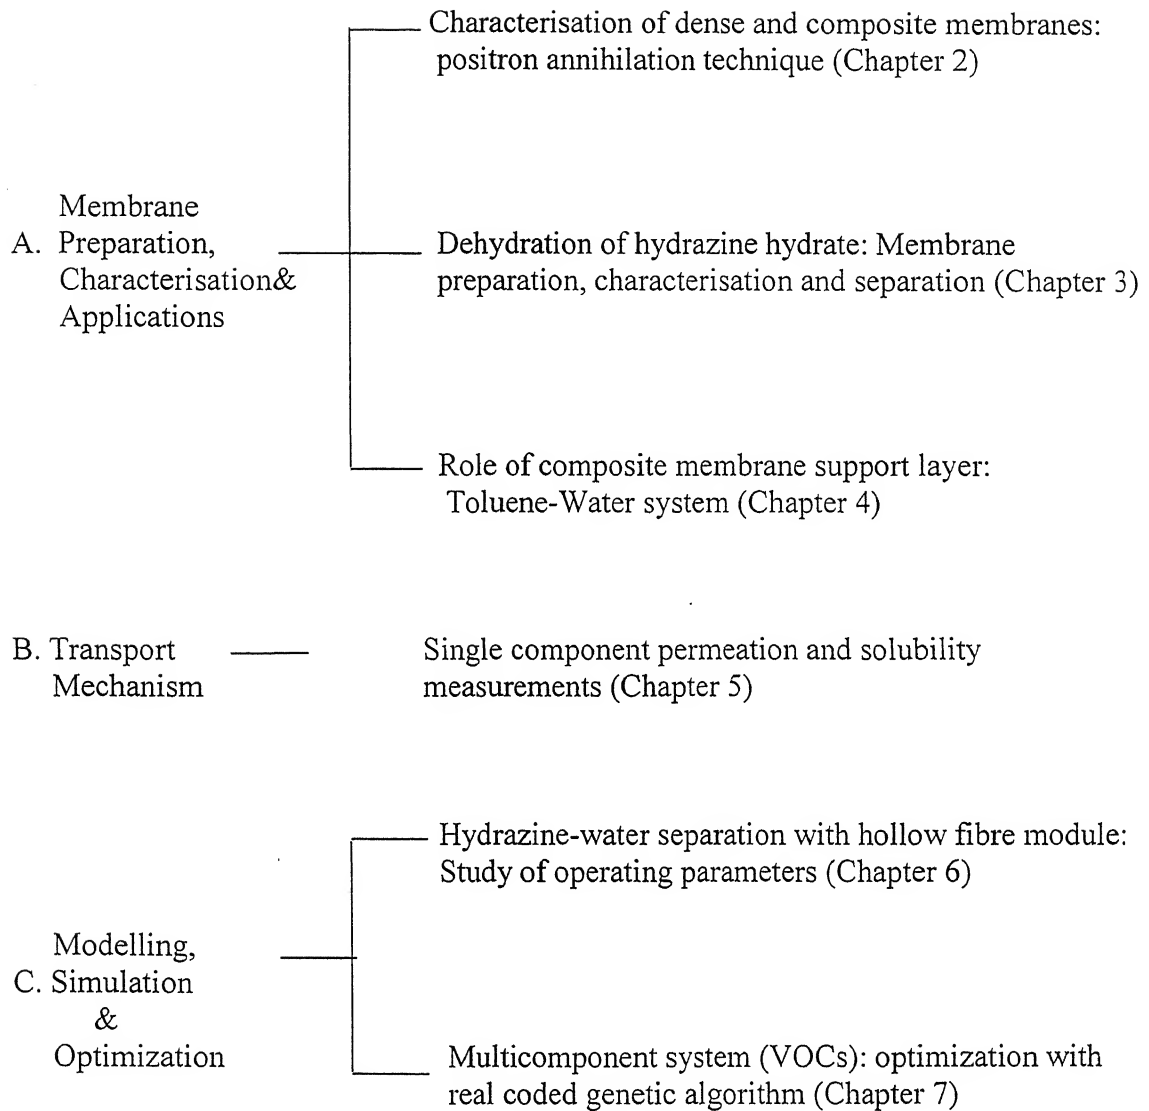 Characterisation of dense and composite membranes:
positron annihilation technique (Chapter 2)
Membrane
A. Preparation,
Characterisation&
Applications
Dehydration of hydrazine hydrate: Membrane
preparation, characterisation and separation (Chapter 3)
Role of composite membrane support layer:
Toluene-Water system (Chapter 4)
B. Transport
Mechanism
Single component permeation and solubility
measurements (Chapter 5)
Hydrazine-water separation with hollow fibre module:
Study of operating parameters (Chapter 6)
Modelling,
C. Simulation
&
Optimization
Multicomponent system (VOCs): optimization with
real coded genetic algorithm (Chapter 7)